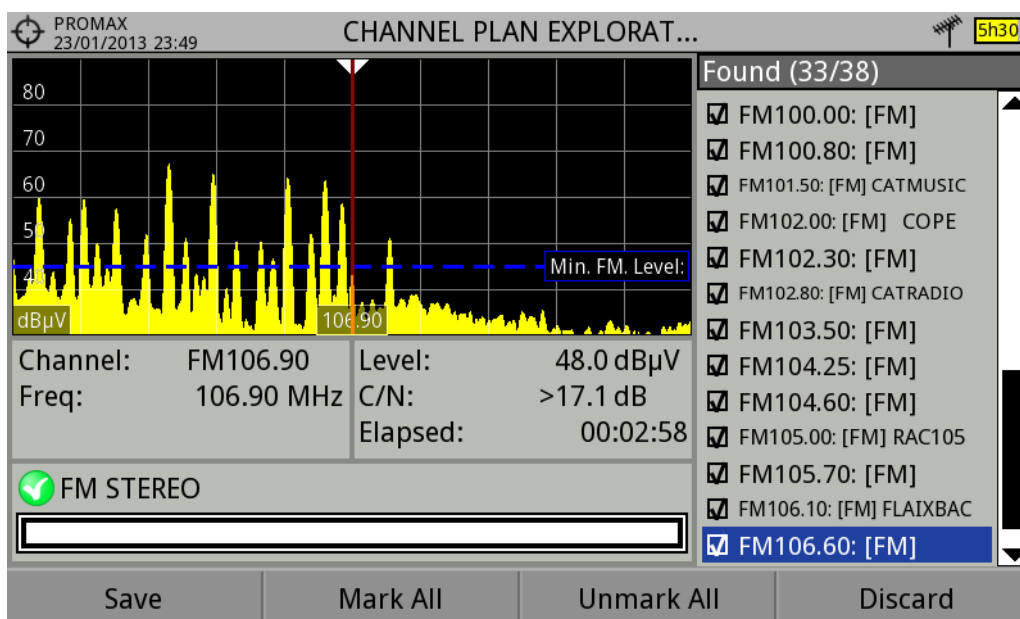 PROMAX
23/01/2013 23:49
CHANNEL PLAN EXPLORAT...
5h30
80
70
60
50
40
Min. FM. Level:
dBµV
106.90
Channel: FM106.90
Freq: 106.90 MHz
Level: 48.0 dBµV
C/N: >17.1 dB
Elapsed: 00:02:58
FM STEREO
Found (33/38)
FM100.00: [FM]
FM100.80: [FM]
FM101.50: [FM] CATMUSIC
FM102.00: [FM] COPE
FM102.30: [FM]
FM102.80: [FM] CATRADIO
FM103.50: [FM]
FM104.25: [FM]
FM104.60: [FM]
FM105.00: [FM] RAC105
FM105.70: [FM]
FM106.10: [FM] FLAIXBAC
FM106.60: [FM]
Save
Mark All
Unmark All
Discard